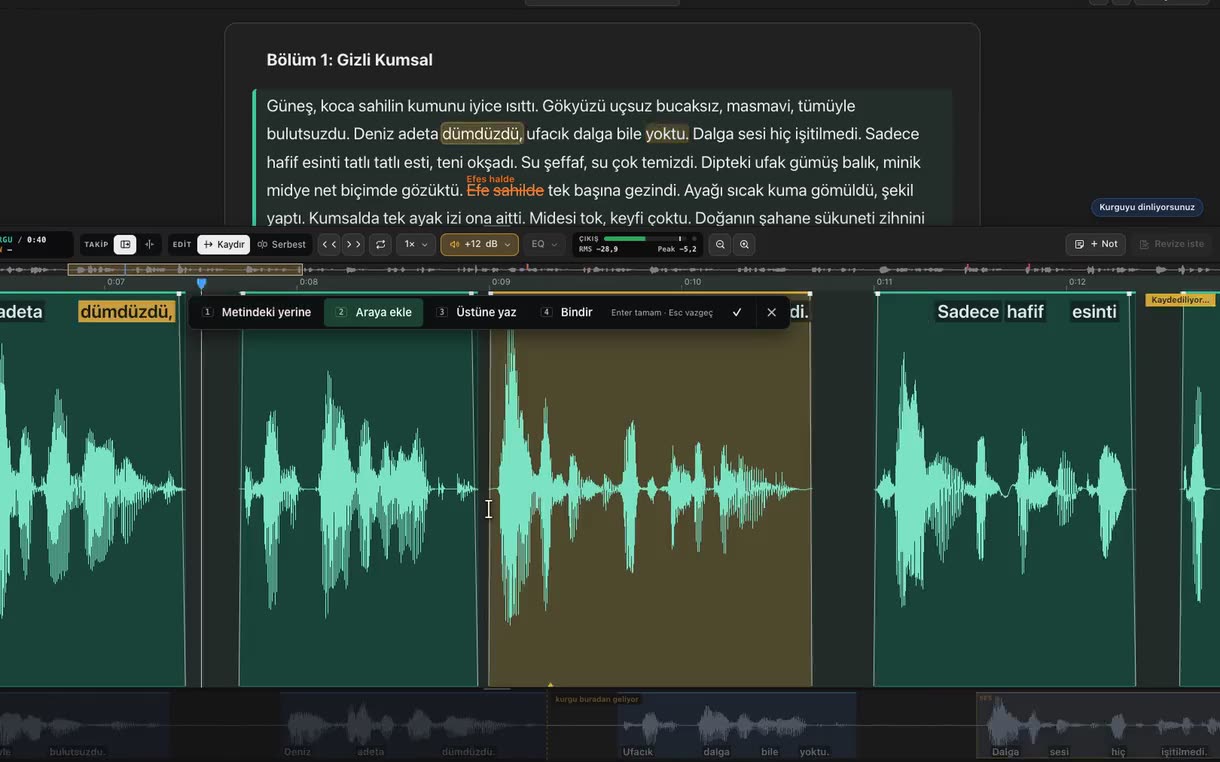 Bölüm 1: Gizli Kumsal
Güneş, koca sahilin kumunu iyice ısıttı. Gökyüzü uçsuz bucaksız, masmavi, tümüyle
bulutsuzdu. Deniz adeta dümdüzdü, ufacık dalga bile yoktu. Dalga sesi hiç işitilmedi. Sadece
hafif esinti tatlı tatlı esti, teni okşadı. Su şeffaf, su çok temizdi. Dipteki ufak gümüş balık, minik
Efes halde
midye net biçimde gözüktü. Efe sahilde tek başına gezindi. Ayağı sıcak kuma gömüldü, şekil
yaptı. Kumsalda tek ayak izi ona aitti. Midesi tok, keyfi çoktu. Doğanın şahane sükuneti zihnini
Kurguyu dinliyorsunuz
/ 0:40
TAKİP EDİT Kaydır Serbest 1× +12 dB EQ ÇIKIŞ RMS −28,9 Peak −5,2 + Not Revize iste
0:07 0:08 0:09 0:10 0:11 0:12
adeta dümdüzdü, 1 Metindeki yerine 2 Araya ekle 3 Üstüne yaz 4 Bindir Enter tamam · Esc vazgeç di. Sadece hafif esinti Kaydediliyor...
kurgu buradan geliyor
bulutsuzdu. Deniz adeta dümdüzdü. Ufacık dalga bile yoktu. Dalga sesi hiç işitilmedi.